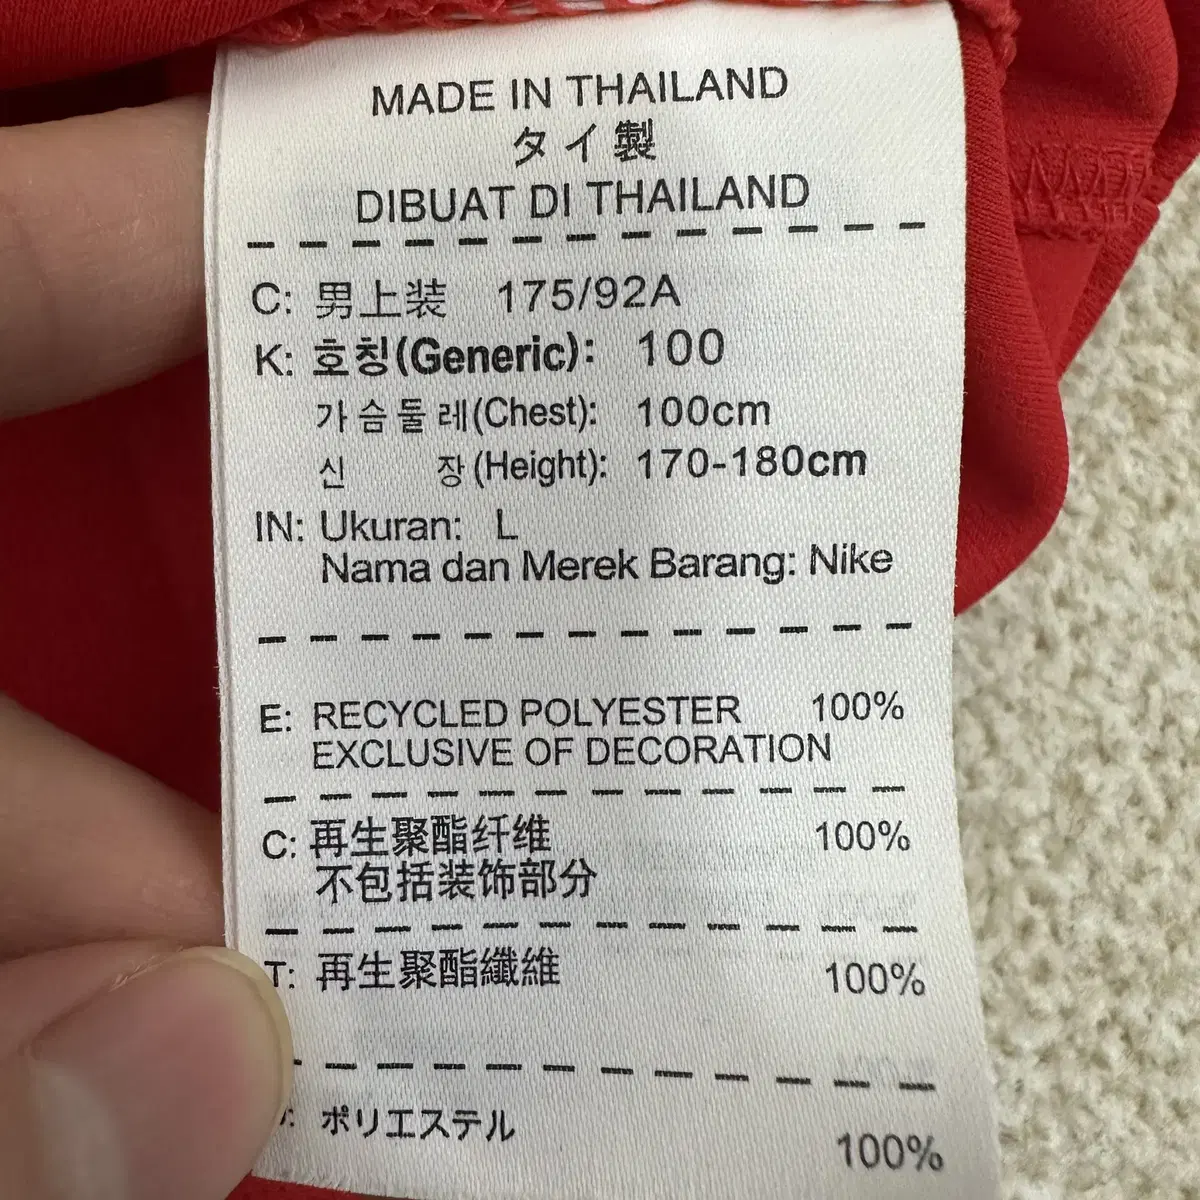 MADE IN THAILAND
タイ製
DIBUAT DI THAILAND
C: 男上装 175/92A
K: 호칭(Generic): 100
가슴둘레(Chest): 100cm
신 장(Height): 170-180cm
IN: Ukuran: L
Nama dan Merek Barang: Nike
E: RECYCLED POLYESTER 100%
EXCLUSIVE OF DECORATION
C: 再生聚酯纤维 100%
不包括装饰部分
T: 再生聚酯纖維 100%
ポリエステル 100%